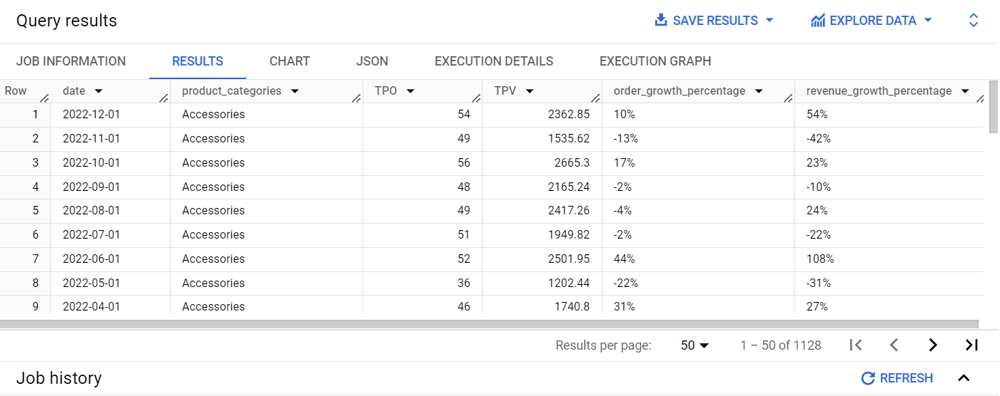 Query results SAVE RESULTS EXPLORE DATA
JOB INFORMATION RESULTS CHART JSON EXECUTION DETAILS EXECUTION GRAPH
Row date product_categories TPO TPV order_growth_percentage revenue_growth_percentage
1 2022-12-01 Accessories 54 2362.85 10% 54%
2 2022-11-01 Accessories 49 1535.62 -13% -42%
3 2022-10-01 Accessories 56 2665.3 17% 23%
4 2022-09-01 Accessories 48 2165.24 -2% -10%
5 2022-08-01 Accessories 49 2417.26 -4% 24%
6 2022-07-01 Accessories 51 1949.82 -2% -22%
7 2022-06-01 Accessories 52 2501.95 44% 108%
8 2022-05-01 Accessories 36 1202.44 -22% -31%
9 2022-04-01 Accessories 46 1740.8 31% 27%
Results per page: 50 1 – 50 of 1128
Job history REFRESH